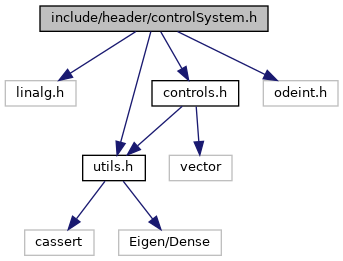 include/header/controlSystem.h
linalg.h
controls.h
odeint.h
utils.h
vector
cassert
Eigen/Dense